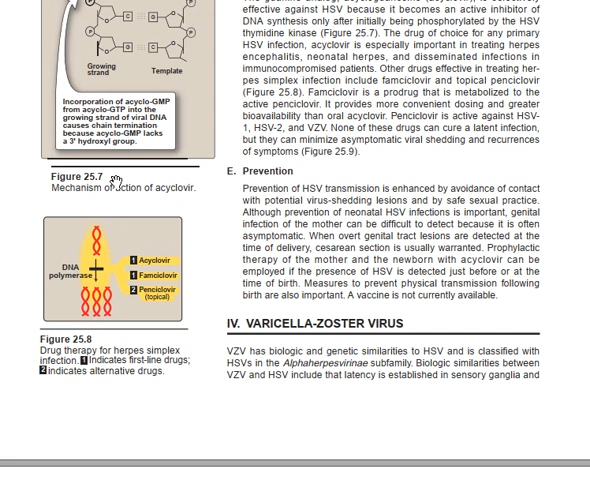 P
C
G
P
G
C
Growing
strand
Template
Incorporation of acyclo-GMP
from acyclo-GTP into the
growing strand of viral DNA
causes chain termination
because acyclo-GMP lacks
a 3' hydroxyl group.
Figure 25.7
Mechanism of action of acyclovir.
DNA
polymerase
1 Acyclovir
1 Famciclovir
2 Penciclovir
(topical)
Figure 25.8
Drug therapy for herpes simplex
infection. 1 Indicates first-line drugs;
2 indicates alternative drugs.
effective against HSV because it becomes an active inhibitor of
DNA synthesis only after initially being phosphorylated by the HSV
thymidine kinase (Figure 25.7). The drug of choice for any primary
HSV infection, acyclovir is especially important in treating herpes
encephalitis, neonatal herpes, and disseminated infections in
immunocompromised patients. Other drugs effective in treating her-
pes simplex infection include famciclovir and topical penciclovir
(Figure 25.8). Famciclovir is a prodrug that is metabolized to the
active penciclovir. It provides more convenient dosing and greater
bioavailability than oral acyclovir. Penciclovir is active against HSV-
1, HSV-2, and VZV. None of these drugs can cure a latent infection,
but they can minimize asymptomatic viral shedding and recurrences
of symptoms (Figure 25.9).
E. Prevention
Prevention of HSV transmission is enhanced by avoidance of contact
with potential virus-shedding lesions and by safe sexual practice.
Although prevention of neonatal HSV infections is important, genital
infection of the mother can be difficult to detect because it is often
asymptomatic. When overt genital tract lesions are detected at the
time of delivery, cesarean section is usually warranted. Prophylactic
therapy of the mother and the newborn with acyclovir can be
employed if the presence of HSV is detected just before or at the
time of birth. Measures to prevent physical transmission following
birth are also important. A vaccine is not currently available.
IV. VARICELLA-ZOSTER VIRUS
VZV has biologic and genetic similarities to HSV and is classified with
HSVs in the Alphaherpesvirinae subfamily. Biologic similarities between
VZV and HSV include that latency is established in sensory ganglia and